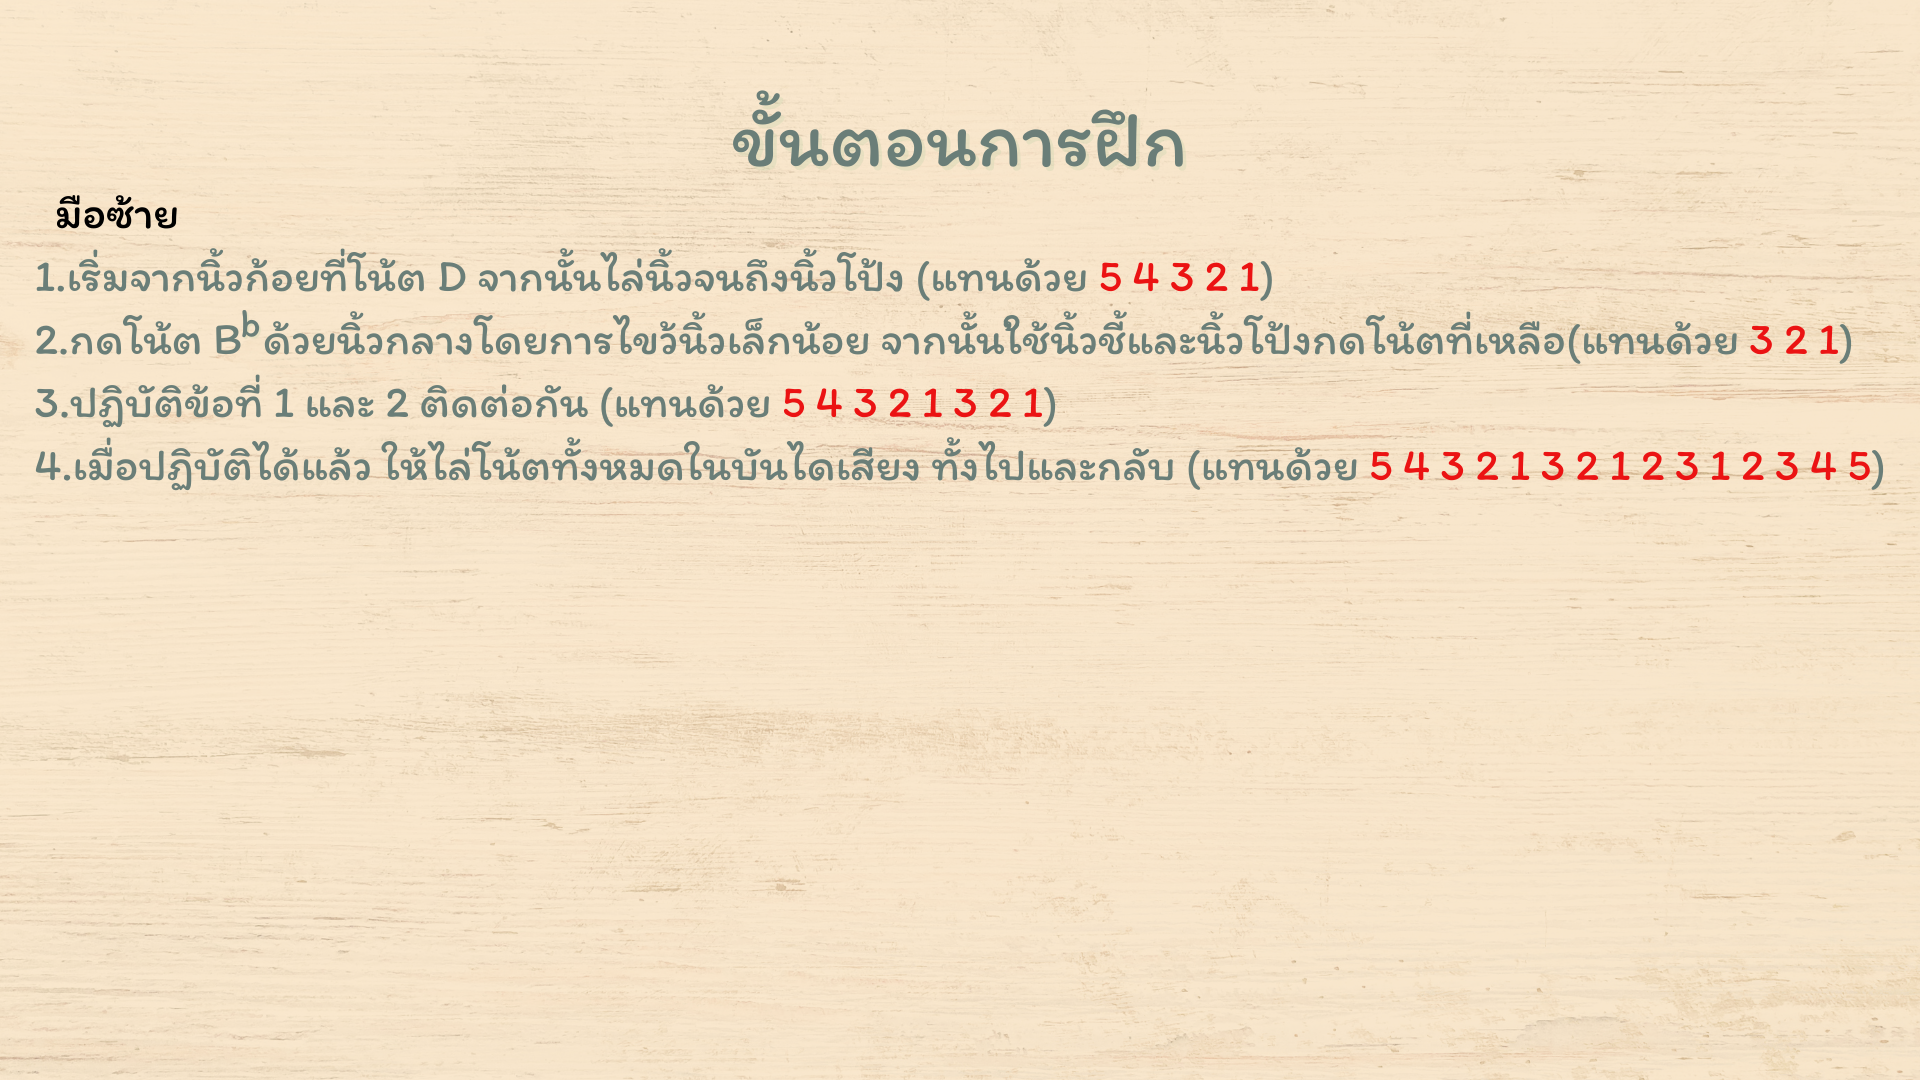 ขั้นตอนการฝึก
มือซ้าย
1.เริ่มจากนิ้วก้อยที่โน้ต D จากนั้นไล่นิ้วจนถึงนิ้วโป้ง (แทนด้วย 5 4 3 2 1)
2.กดโน้ต Bb ด้วยนิ้วกลางโดยการไขว้นิ้วเล็กน้อย จากนั้นใช้นิ้วชี้และนิ้วโป้งกดโน้ตที่เหลือ(แทนด้วย 3 2 1)
3.ปฏิบัติข้อที่ 1 และ 2 ติดต่อกัน (แทนด้วย 5 4 3 2 1 3 2 1)
4.เมื่อปฏิบัติได้แล้ว ให้ไล่โน้ตทั้งหมดในบันไดเสียง ทั้งไปและกลับ (แทนด้วย 5 4 3 2 1 3 2 1 2 3 1 2 3 4 5)